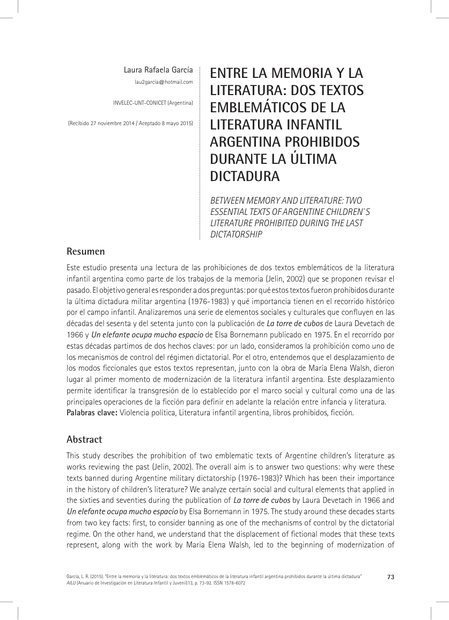 Laura Rafaela García
lau2garcia@hotmail.com
INVELEC-UNT-CONICET (Argentina)
(Recibido 27 noviembre 2014 / Aceptado 8 mayo 2015)
ENTRE LA MEMORIA Y LA
LITERATURA: DOS TEXTOS
EMBLEMÁTICOS DE LA
LITERATURA INFANTIL
ARGENTINA PROHIBIDOS
DURANTE LA ÚLTIMA
DICTADURA
BETWEEN MEMORY AND LITERATURE: TWO
ESSENTIAL TEXTS OF ARGENTINE CHILDREN'S
LITERATURE PROHIBITED DURING THE LAST
DICTATORSHIP
Resumen
Este estudio presenta una lectura de las prohibiciones de dos textos emblemáticos de la literatura
infantil argentina como parte de los trabajos de la memoria (Jelin, 2002) que se proponen revisar el
pasado. El objetivo general es responder a dos preguntas: por qué estos textos fueron prohibidos durante
la última dictadura militar argentina (1976-1983) y qué importancia tienen en el recorrido histórico
por el campo infantil. Analizaremos una serie de elementos sociales y culturales que confluyen en las
décadas del sesenta y del setenta junto con la publicación de La torre de cubos de Laura Devetach de
1966 y Un elefante ocupa mucho espacio de Elsa Bornemann publicado en 1975. En el recorrido por
estas décadas partimos de dos hechos claves: por un lado, consideramos la prohibición como uno de
los mecanismos de control del régimen dictatorial. Por el otro, entendemos que el desplazamiento de
los modos ficcionales que estos textos representan, junto con la obra de María Elena Walsh, dieron
lugar al primer momento de modernización de la literatura infantil argentina. Este desplazamiento
permite identificar la transgresión de lo establecido por el marco social y cultural como una de las
principales operaciones de la ficción para definir en adelante la relación entre infancia y literatura.
Palabras clave: Violencia política, Literatura infantil argentina, libros prohibidos, ficción.
Abstract
This study describes the prohibition of two emblematic texts of Argentine children's literature as
works reviewing the past (Jelin, 2002). The overall aim is to answer two questions: why were these
texts banned during Argentine military dictatorship (1976-1983)? Which has been their importance
in the history of children's literature? We analyze certain social and cultural elements that applied in
the sixties and seventies during the publication of La torre de cubos by Laura Devetach in 1966 and
Un elefante ocupa mucho espacio by Elsa Bornemann in 1975. The study around these decades starts
from two key facts: first, to consider banning as one of the mechanisms of control by the dictatorial
regime. On the other hand, we understand that the displacement of fictional modes that these texts
represent, along with the work by Maria Elena Walsh, led to the beginning of modernization of
García, L. R. (2015). "Entre la memoria y la literatura: dos textos emblemáticos de la literatura infantil argentina prohibidos durante la última dictadura"
AILIJ (Anuario de Investigación en Literatura Infantil y Juvenil)
73